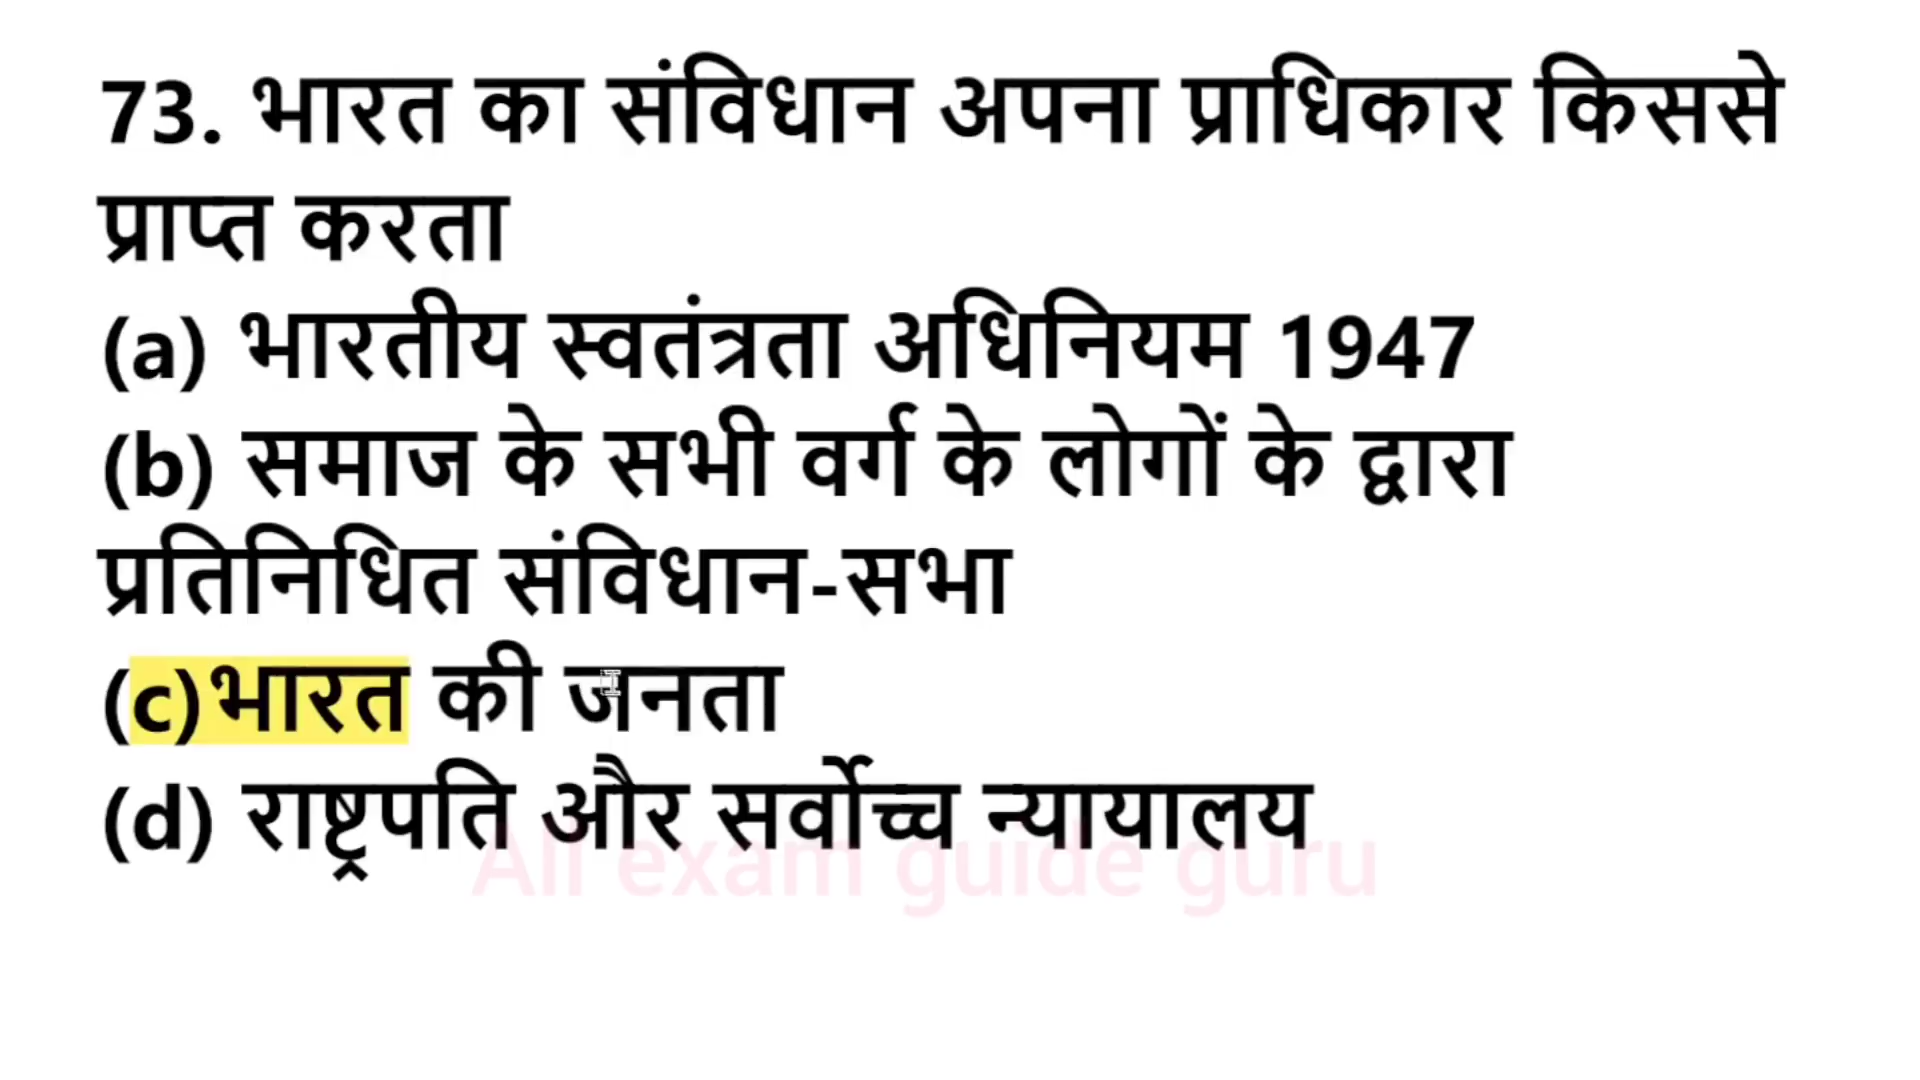 73. भारत का संविधान अपना प्राधिकार किससे
प्राप्त करता
(a) भारतीय स्वतंत्रता अधिनियम 1947
(b) समाज के सभी वर्ग के लोगों के द्वारा
प्रतिनिधित संविधान-सभा
(c)भारत की जनता
(d) राष्ट्रपति और सर्वोच्च न्यायालय
All exam guide guru